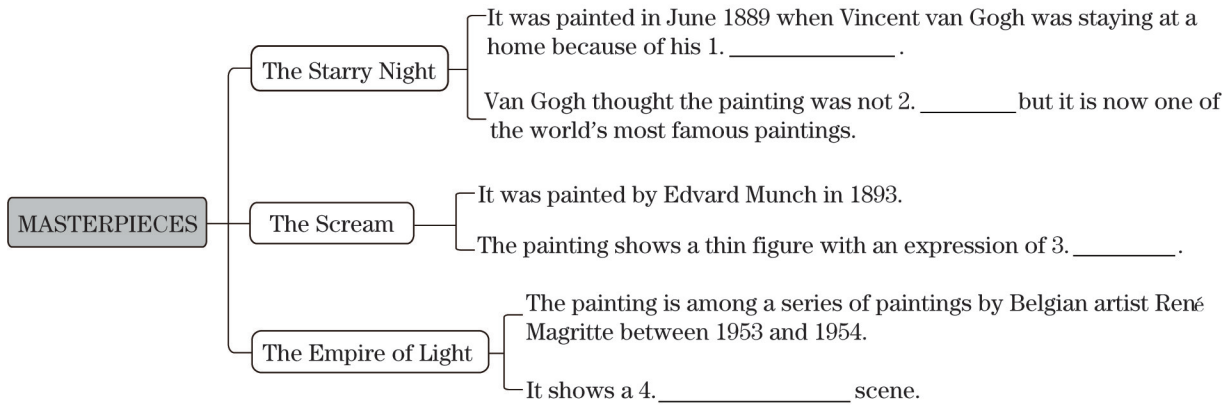 It was painted in June 1889 when Vincent van Gogh was staying at a
home because of his 1. ________________ .
The Starry Night
Van Gogh thought the painting was not 2. _________ but it is now one of
the world's most famous paintings.
It was painted by Edvard Munch in 1893.
MASTERPIECES
The Scream
The painting shows a thin figure with an expression of 3. __________ .
The painting is among a series of paintings by Belgian artist René
Magritte between 1953 and 1954.
The Empire of Light
It shows a 4. ___________________ scene.